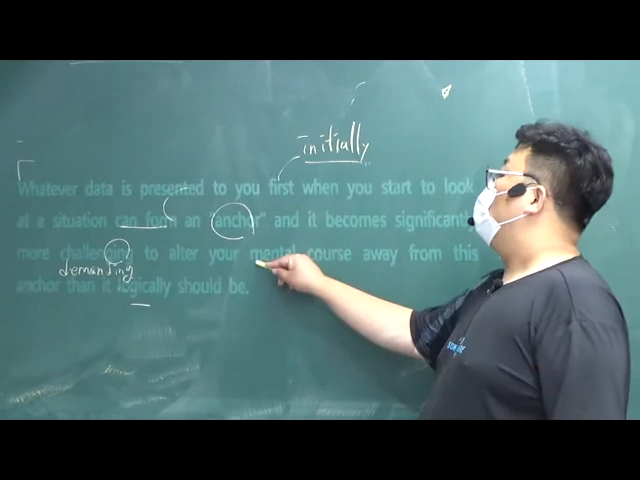 initially
Whatever data is presented to you first when you start to look
at a situation can form an "anchor" and it becomes significantly
more challenging to alter your mental course away from this
demanding
anchor than it logically should be.